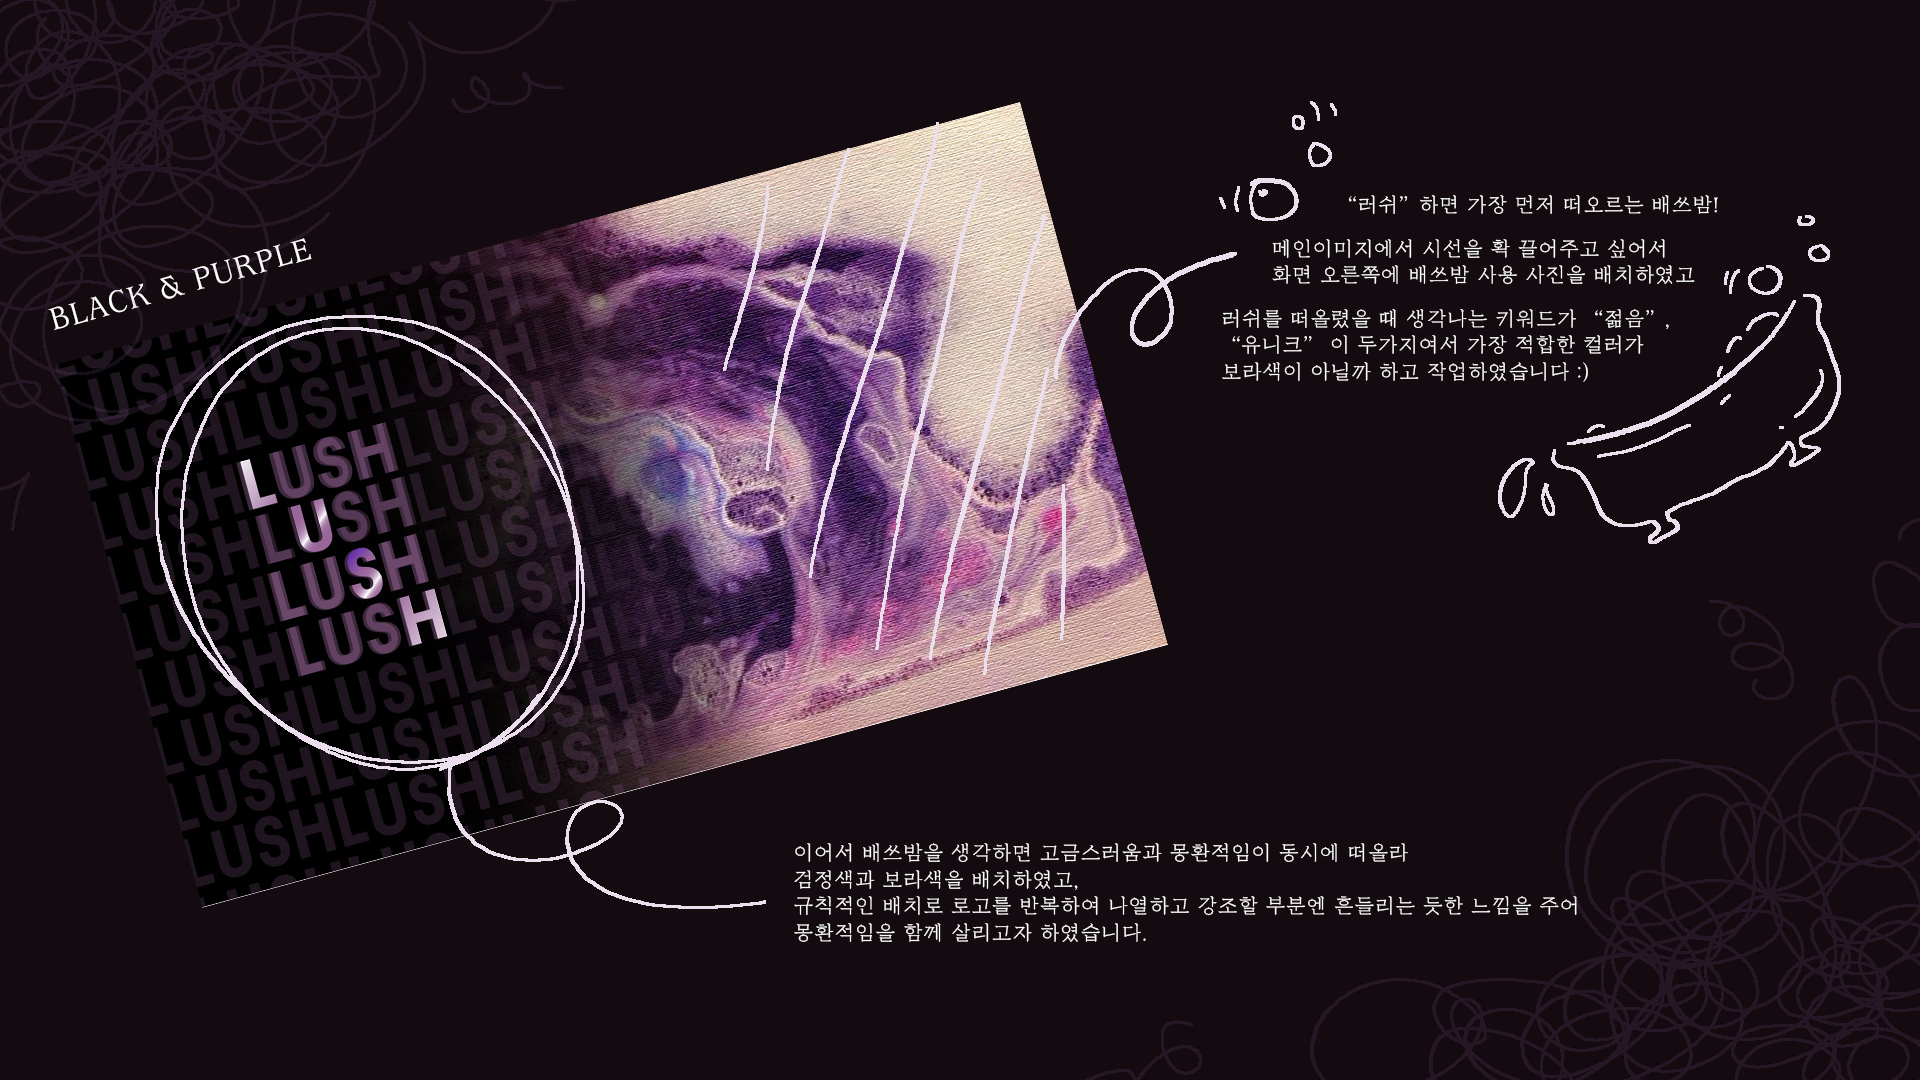 BLACK & PURPLE
LUSH
LUSH
LUSH
LUSH
“러쉬” 하면 가장 먼저 떠오르는 배쓰밤!
메인이미지에서 시선을 확 끌어주고 싶어서
화면 오른쪽에 배쓰밤 사용 사진을 배치하였고
러쉬를 떠올렸을 때 생각나는 키워드가 “젊음”,
“유니크” 이 두가지여서 가장 적합한 컬러가
보라색이 아닐까 하고 작업하였습니다 :)
이어서 배쓰밤을 생각하면 고급스러움과 몽환적임이 동시에 떠올라
검정색과 보라색을 배치하였고,
규칙적인 배치로 로고를 반복하여 나열하고 강조할 부분엔 흔들리는 듯한 느낌을 주어
몽환적임을 함께 살리고자 하였습니다.